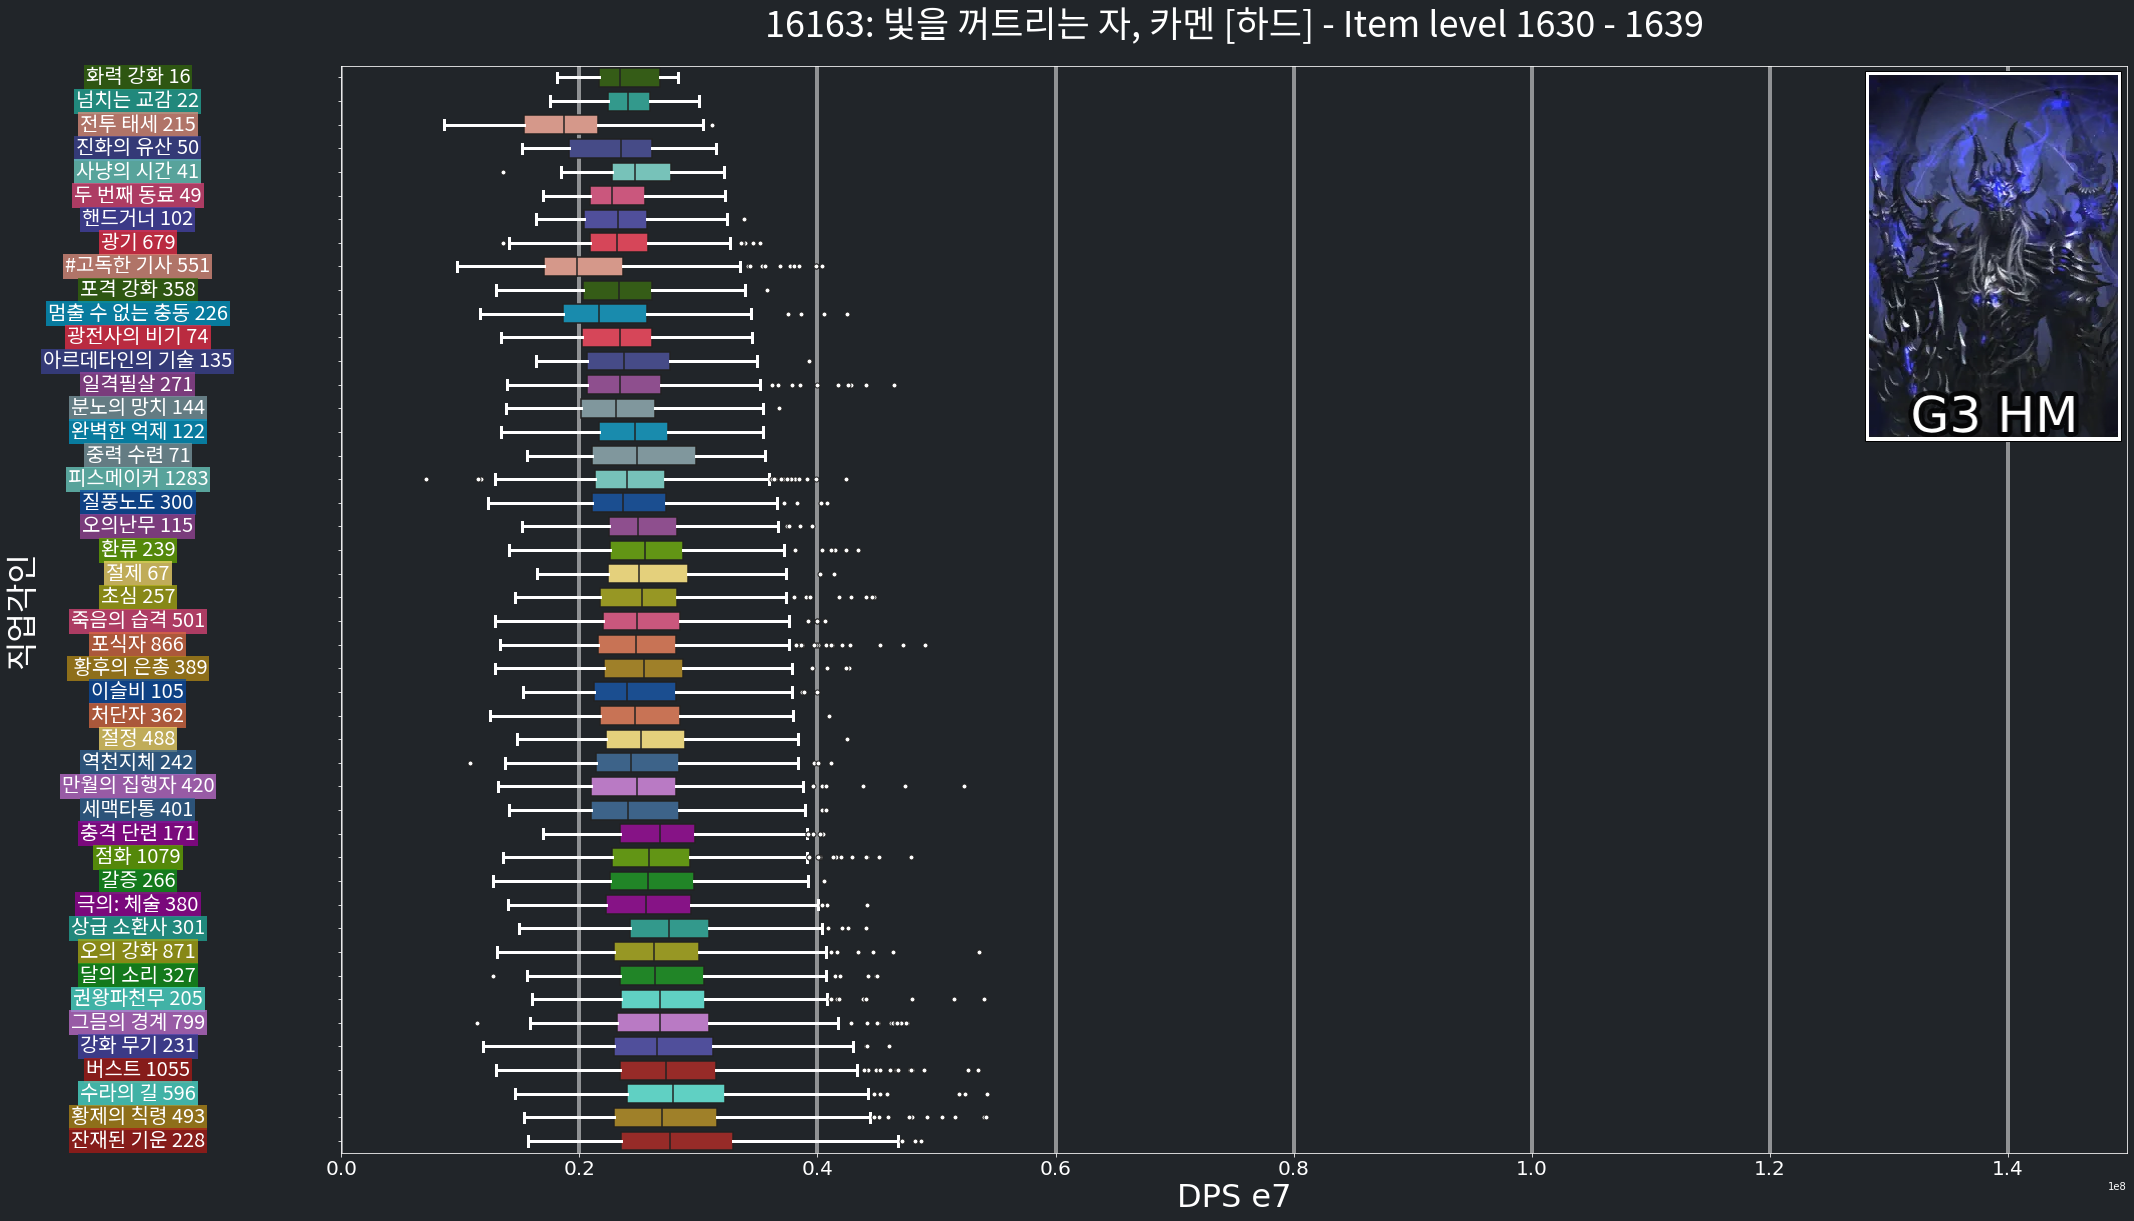 16163: 빛을 꺼트리는 자, 카멘 [하드] - Item level 1630 - 1639
화력 강화 16
넘치는 교감 22
전투 태세 215
진화의 유산 50
사냥의 시간 41
두 번째 동료 49
핸드거너 102
광기 679
#고독한 기사 551
포격 강화 358
멈출 수 없는 충동 226
광전사의 비기 74
아르데타인의 기술 135
일격필살 271
분노의 망치 144
완벽한 억제 122
중력 수련 71
피스메이커 1283
질풍노도 300
오의난무 115
환류 239
절제 67
초심 257
죽음의 습격 501
포식자 866
황후의 은총 389
이슬비 105
처단자 362
절정 488
역천지체 242
만월의 집행자 420
세맥타통 401
충격 단련 171
점화 1079
갈증 266
극의: 체술 380
상급 소환사 301
오의 강화 871
달의 소리 327
권왕파천무 205
그믐의 경계 799
강화 무기 231
버스트 1055
수라의 길 596
황제의 칙령 493
잔재된 기운 228
직업각인
G3 HM
0.0 0.2 0.4 0.6 0.8 1.0 1.2 1.4
1e8
DPS e7